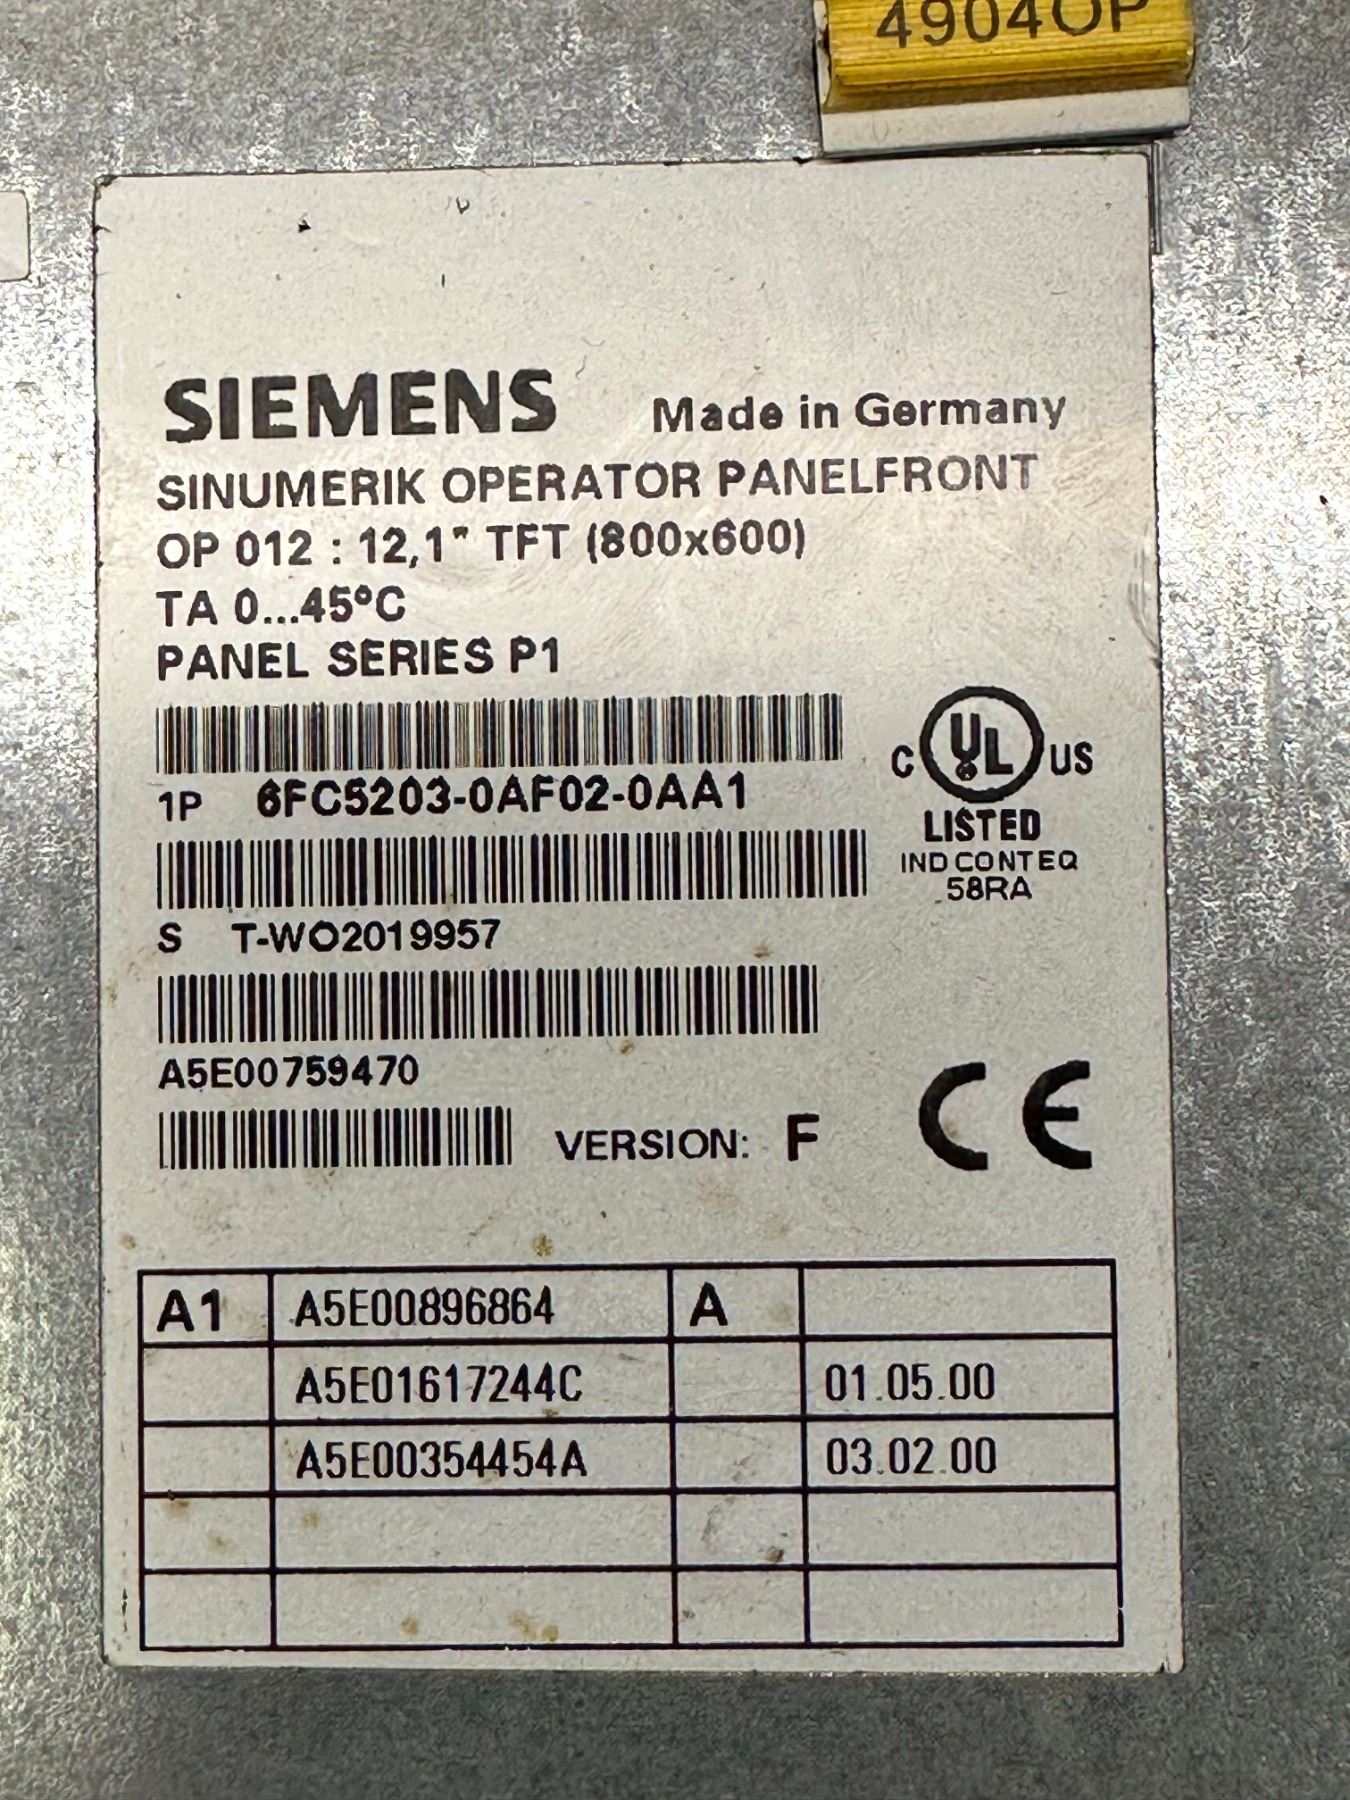 4904OP
SIEMENS Made in Germany
SINUMERIK OPERATOR PANELFRONT
OP 012 : 12,1" TFT (800x600)
TA 0...45°C
PANEL SERIES P1
1P 6FC5203-0AF02-0AA1
C UL US
LISTED
IND CONT EQ
58RA
S T-WO2019957
A5E00759470
VERSION: F
CE
A1 A5E00896864 A
A5E01617244C 01.05.00
A5E00354454A 03.02.00